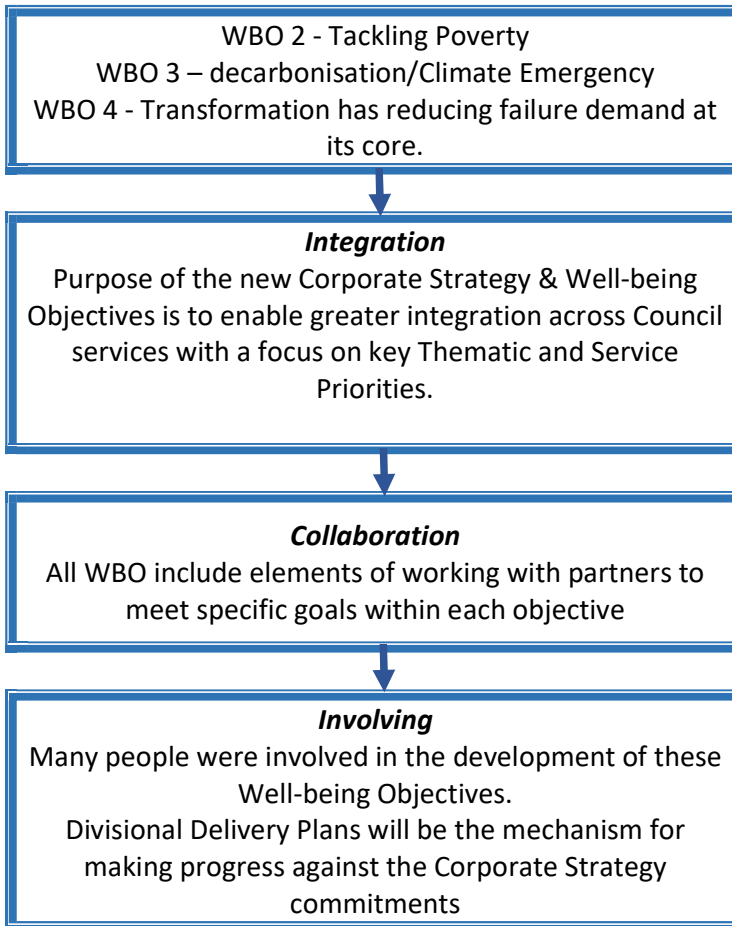 WBO 2 - Tackling Poverty
WBO 3 – decarbonisation/Climate Emergency
WBO 4 - Transformation has reducing failure demand at
its core.
Integration
Purpose of the new Corporate Strategy & Well-being
Objectives is to enable greater integration across Council
services with a focus on key Thematic and Service
Priorities.
Collaboration
All WBO include elements of working with partners to
meet specific goals within each objective
Involving
Many people were involved in the development of these
Well-being Objectives.
Divisional Delivery Plans will be the mechanism for
making progress against the Corporate Strategy
commitments